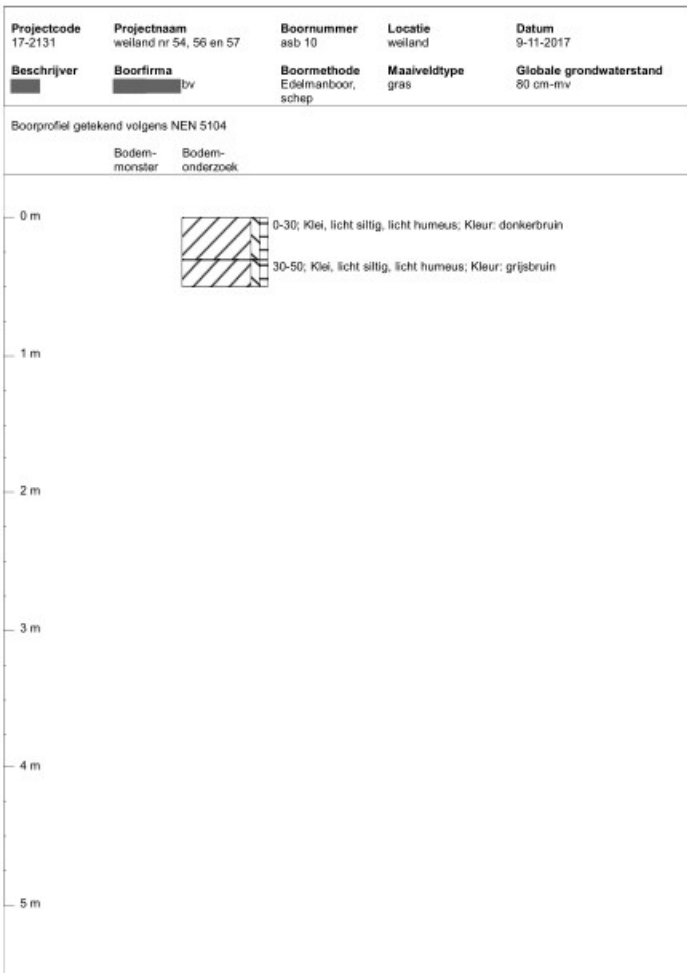 Projectcode Projectnaam Boornummer Locatie Datum
17-2131 weiland nr 54, 56 en 57 asb 10 weiland 9-11-2017
Beschrijver Boorfirma Boormethode Maaiveldtype Globale grondwaterstand
bv Edelmanboor, gras 80 cm-mv
schep
Boorprofiel getekend volgens NEN 5104
Bodem- Bodem-
monster onderzoek
0 m
0-30; Klei, licht siltig, licht humeus; Kleur: donkerbruin
30-50; Klei, licht siltig, licht humeus; Kleur: grijsbruin
1 m
2 m
3 m
4 m
5 m